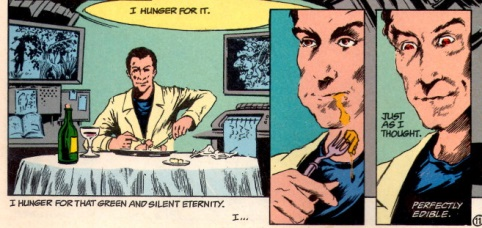 I HUNGER FOR IT.
I HUNGER FOR THAT GREEN AND SILENT ETERNITY.
I...
JUST
AS I
THOUGHT.
PERFECTLY
EDIBLE.